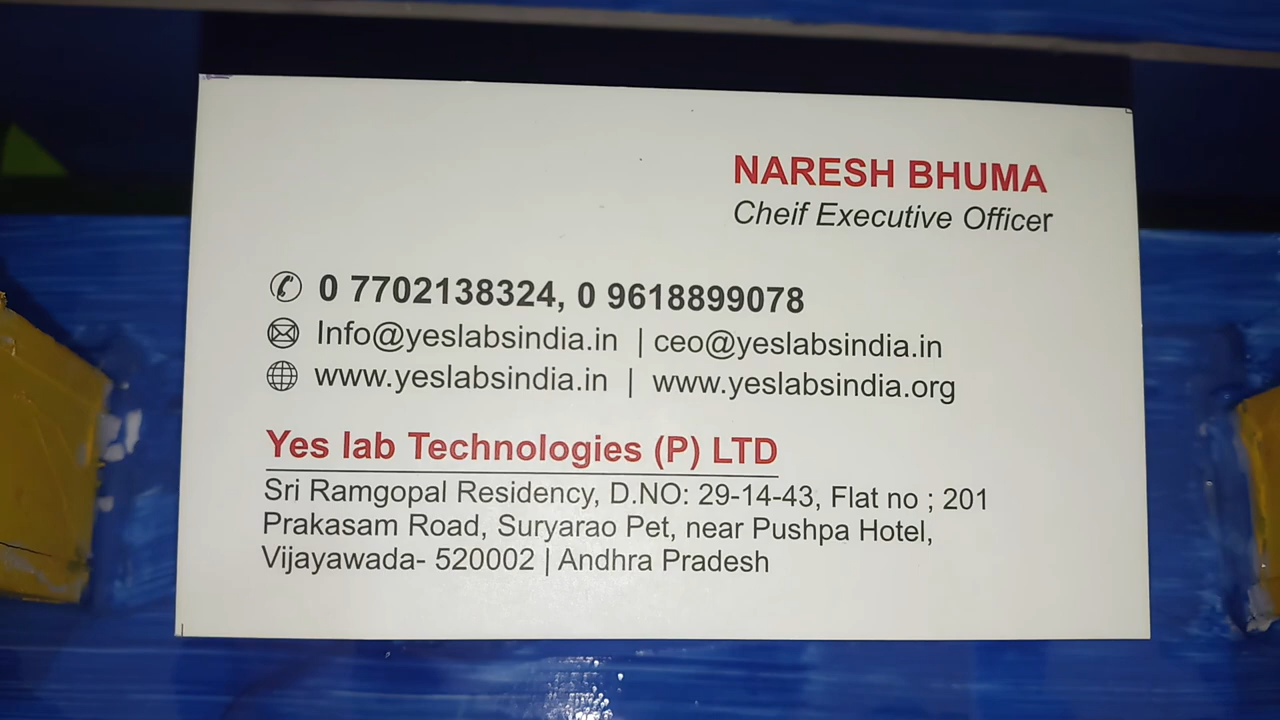 NARESH BHUMA
Cheif Executive Officer
0 7702138324, 0 9618899078
Info@yeslabsindia.in | ceo@yeslabsindia.in
www.yeslabsindia.in | www.yeslabsindia.org
Yes lab Technologies (P) LTD
Sri Ramgopal Residency, D.NO: 29-14-43, Flat no ; 201
Prakasam Road, Suryarao Pet, near Pushpa Hotel,
Vijayawada- 520002 | Andhra Pradesh